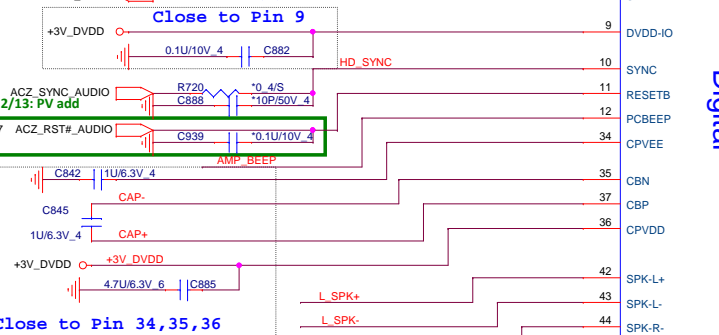 Close to Pin 9
+3V_DVDD
9
DVDD-IO
0.1U/10V_4
C882
HD_SYNC
10
SYNC
ACZ_SYNC_AUDIO
R720
*0_4/S
11
RESETB
2/13: PV add
C888
*10P/50V_4
12
PCBEEP
7
ACZ_RST#_AUDIO
C939
*0.1U/10V_4
34
CPVEE
AMP_BEEP
C842
1U/6.3V_4
35
CBN
CAP-
37
CBP
C845
1U/6.3V_4
CAP+
36
CPVDD
+3V_DVDD
+3V_DVDD
4.7U/6.3V_6
C885
42
SPK-L+
L_SPK+
43
SPK-L-
L_SPK-
44
SPK-R-
Close to Pin 34,35,36
Digital